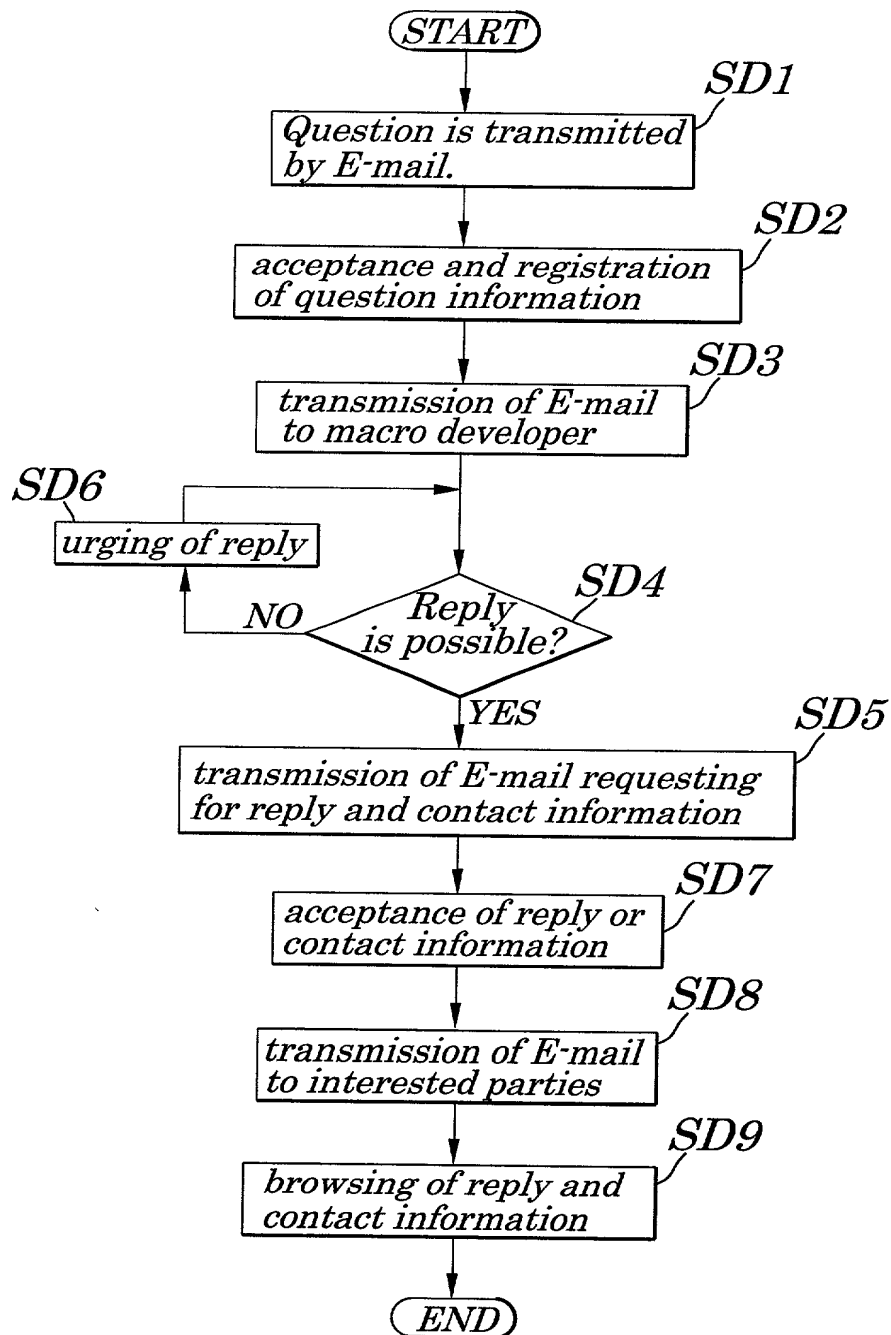 START
SD1
Question is transmitted
by E-mail.
SD2
acceptance and registration
of question information
SD3
transmission of E-mail
to macro developer
SD6
urging of reply
SD4
Reply
is possible?
NO
YES
SD5
transmission of E-mail requesting
for reply and contact information
SD7
acceptance of reply or
contact information
SD8
transmission of E-mail
to interested parties
SD9
browsing of reply and
contact information
END